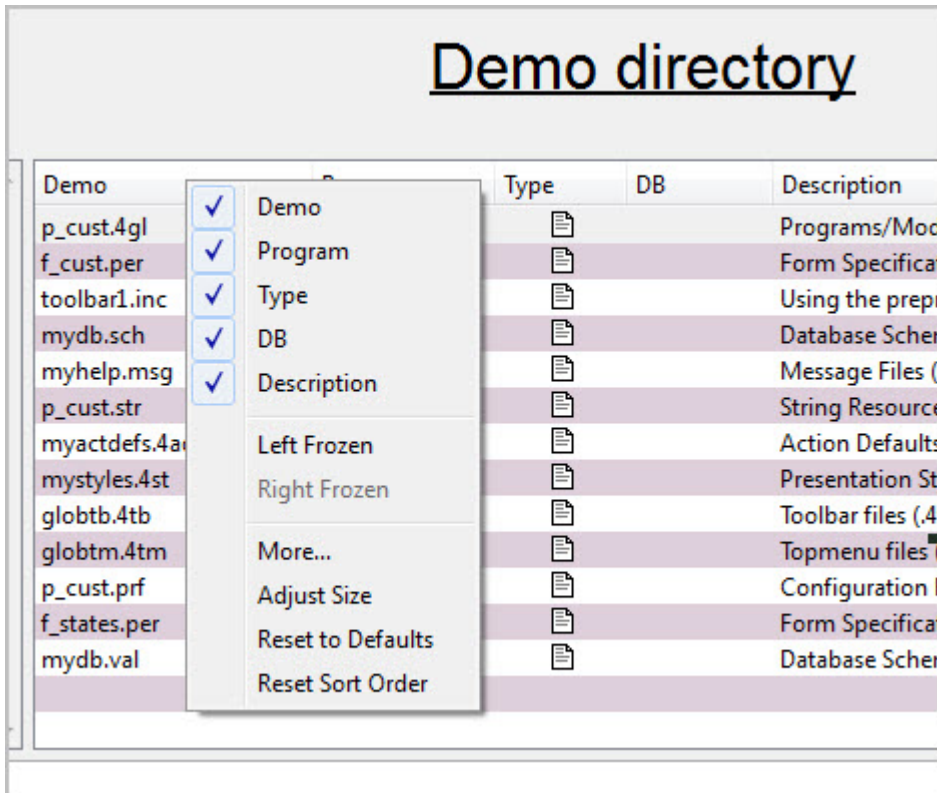 Demo directory
Demo Type DB Description
p_cust.4gl Programs/Mod
f_cust.per Form Specifica
toolbar1.inc Using the prep
mydb.sch Database Scher
myhelp.msg Message Files (
p_cust.str String Resource
myactdefs.4a Action Defaults
mystyles.4st Presentation St
globtb.4tb Toolbar files (.4
globtm.4tm Topmenu files
p_cust.prf Configuration
f_states.per Form Specifica
mydb.val Database Scher
Demo
Program
Type
DB
Description
Left Frozen
Right Frozen
More...
Adjust Size
Reset to Defaults
Reset Sort Order